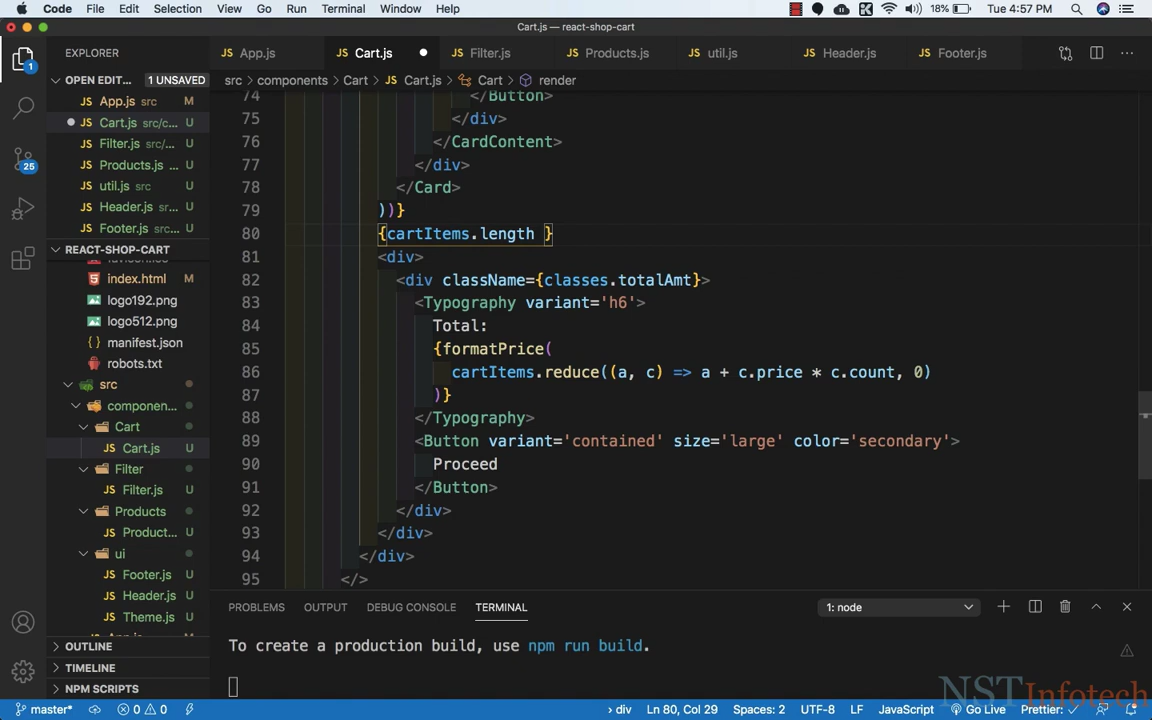 Code File Edit Selection View Go Run Terminal Window Help 18% Tue 4:57 PM
Cart.js — react-shop-cart
EXPLORER
JS App.js
JS Cart.js
JS Filter.js
JS Products.js
JS util.js
JS Header.js
JS Footer.js
1
OPEN EDIT... 1 UNSAVED
JS App.js src M
JS Cart.js src/c... U
JS Filter.js src/... U
JS Products.js ... U
JS util.js src U
JS Header.js sr... U
JS Footer.js sr... U
25
REACT-SHOP-CART
index.html M
logo192.png
logo512.png
{ } manifest.json
robots.txt
src
componen...
Cart
JS Cart.js U
Filter
JS Filter.js U
Products
JS Product... U
ui
JS Footer.js U
JS Header.js U
JS Theme.js U
OUTLINE
TIMELINE
NPM SCRIPTS
src > components > Cart > JS Cart.js > Cart > render
74 </Button>
75 </div>
76 </CardContent>
77 </div>
78 </Card>
79 ))}
80 {cartItems.length }
81 <div>
82 <div className={classes.totalAmt}>
83 <Typography variant='h6'>
84 Total:
85 {formatPrice(
86 cartItems.reduce((a, c) => a + c.price * c.count, 0)
87 )}
88 </Typography>
89 <Button variant='contained' size='large' color='secondary'>
90 Proceed
91 </Button>
92 </div>
93 </div>
94 </div>
95 </>
PROBLEMS OUTPUT DEBUG CONSOLE TERMINAL 1: node
To create a production build, use npm run build.
NSTInfotech
master* 0 0 › div Ln 80, Col 29 Spaces: 2 UTF-8 LF JavaScript Go Live Prettier: ✓